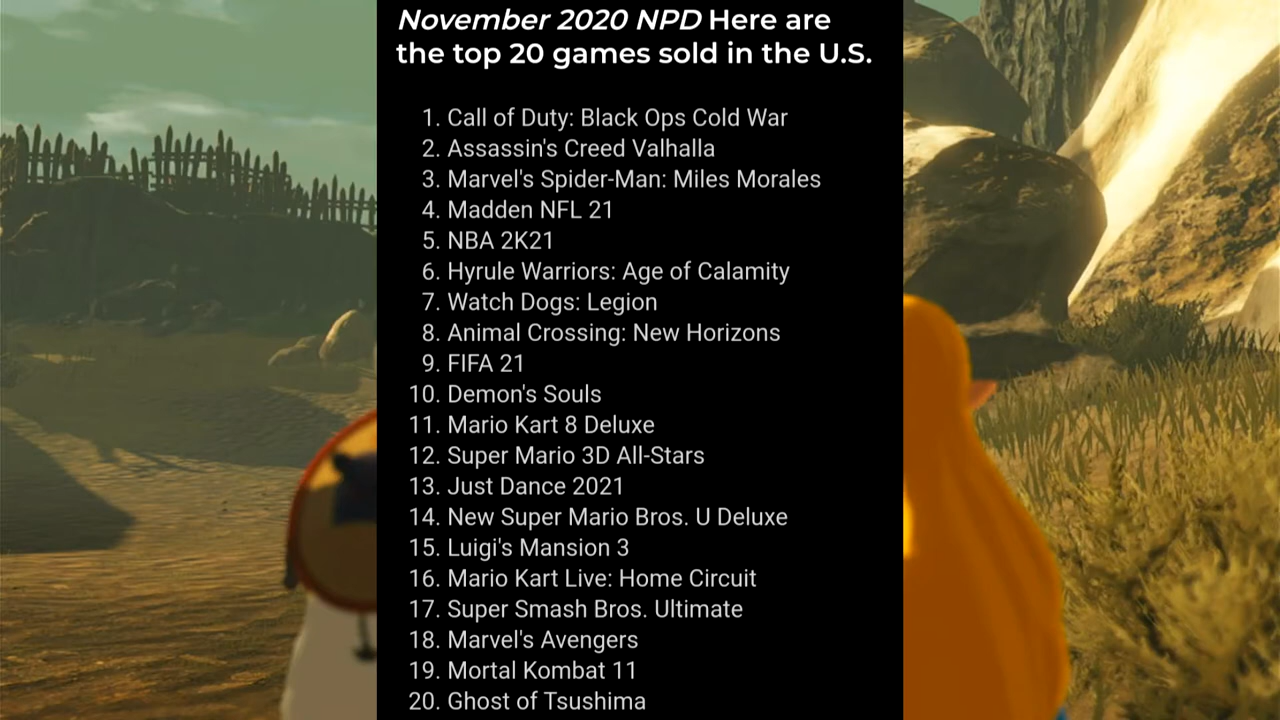 November 2020 NPD Here are
the top 20 games sold in the U.S.
1. Call of Duty: Black Ops Cold War
2. Assassin's Creed Valhalla
3. Marvel's Spider-Man: Miles Morales
4. Madden NFL 21
5. NBA 2K21
6. Hyrule Warriors: Age of Calamity
7. Watch Dogs: Legion
8. Animal Crossing: New Horizons
9. FIFA 21
10. Demon's Souls
11. Mario Kart 8 Deluxe
12. Super Mario 3D All-Stars
13. Just Dance 2021
14. New Super Mario Bros. U Deluxe
15. Luigi's Mansion 3
16. Mario Kart Live: Home Circuit
17. Super Smash Bros. Ultimate
18. Marvel's Avengers
19. Mortal Kombat 11
20. Ghost of Tsushima